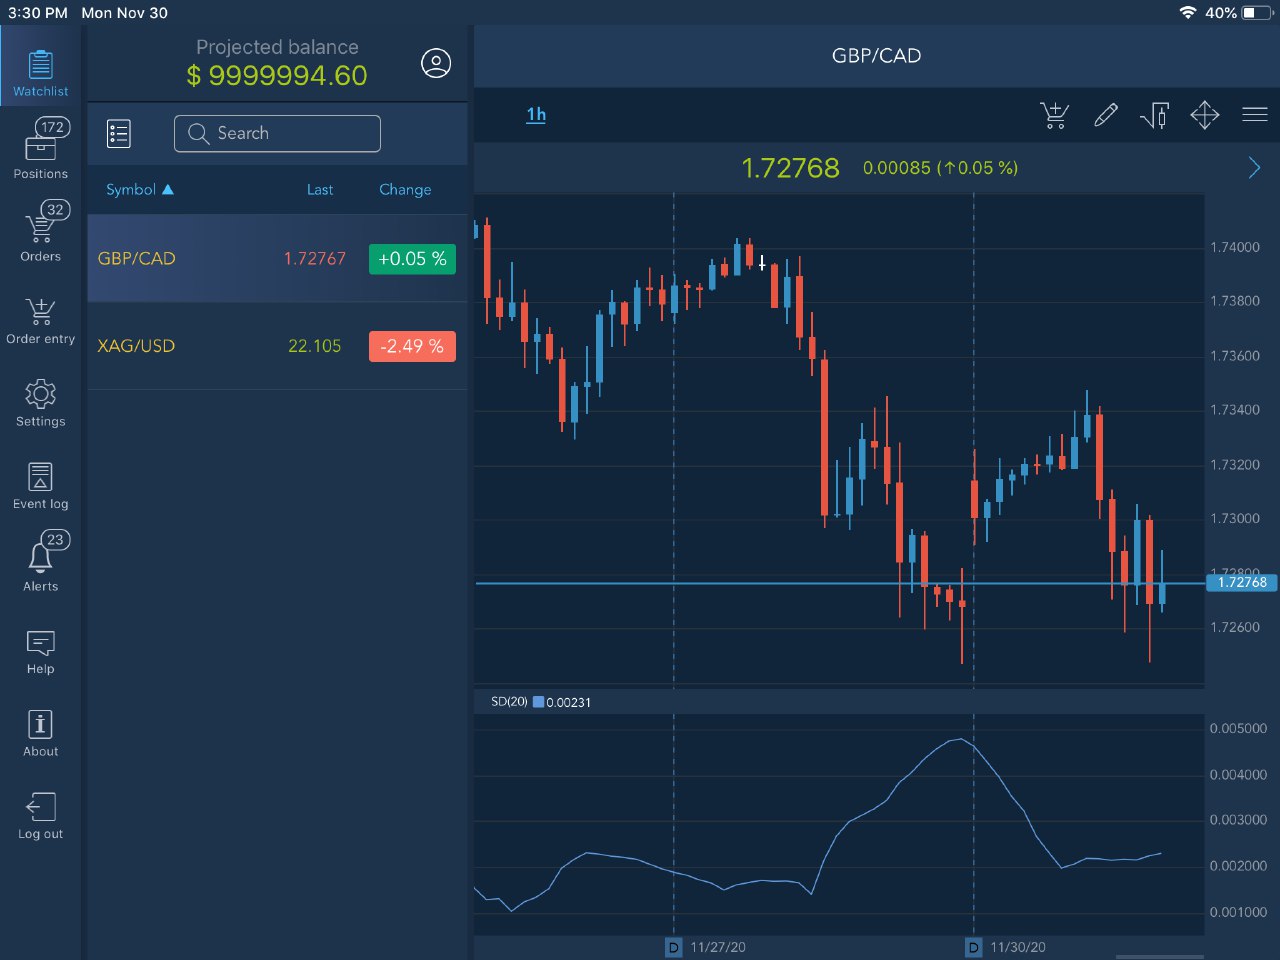 3:30 PM Mon Nov 30
40%
Watchlist
172
Positions
32
Orders
Order entry
Settings
Event log
23
Alerts
Help
About
Log out
Projected balance
$ 9999994.60
Search
Symbol ▲ Last Change
GBP/CAD 1.72767 +0.05 %
XAG/USD 22.105 -2.49 %
GBP/CAD
1h
1.72768 0.00085 (↑0.05 %)
1.74000
1.73800
1.73600
1.73400
1.73200
1.73000
1.72800
1.72768
1.72600
SD(20) 0.00231
0.005000
0.004000
0.003000
0.002000
0.001000
D 11/27/20 D 11/30/20